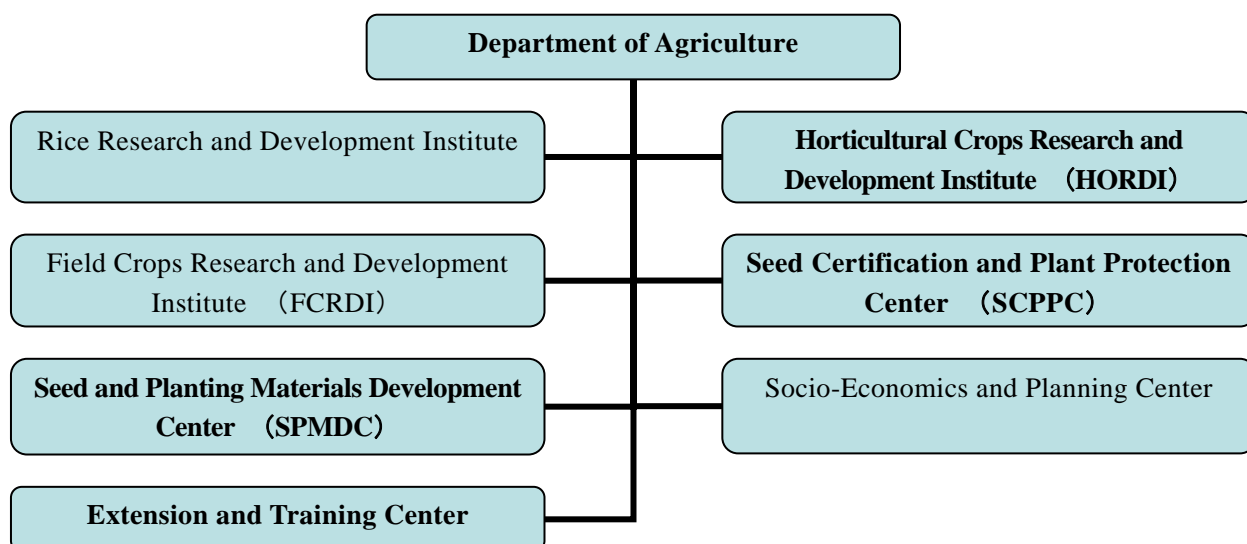 Department of Agriculture
Rice Research and Development Institute
Horticultural Crops Research and
Development Institute （HORDI）
Field Crops Research and Development
Institute （FCRDI）
Seed Certification and Plant Protection
Center （SCPPC）
Seed and Planting Materials Development
Center （SPMDC）
Socio-Economics and Planning Center
Extension and Training Center